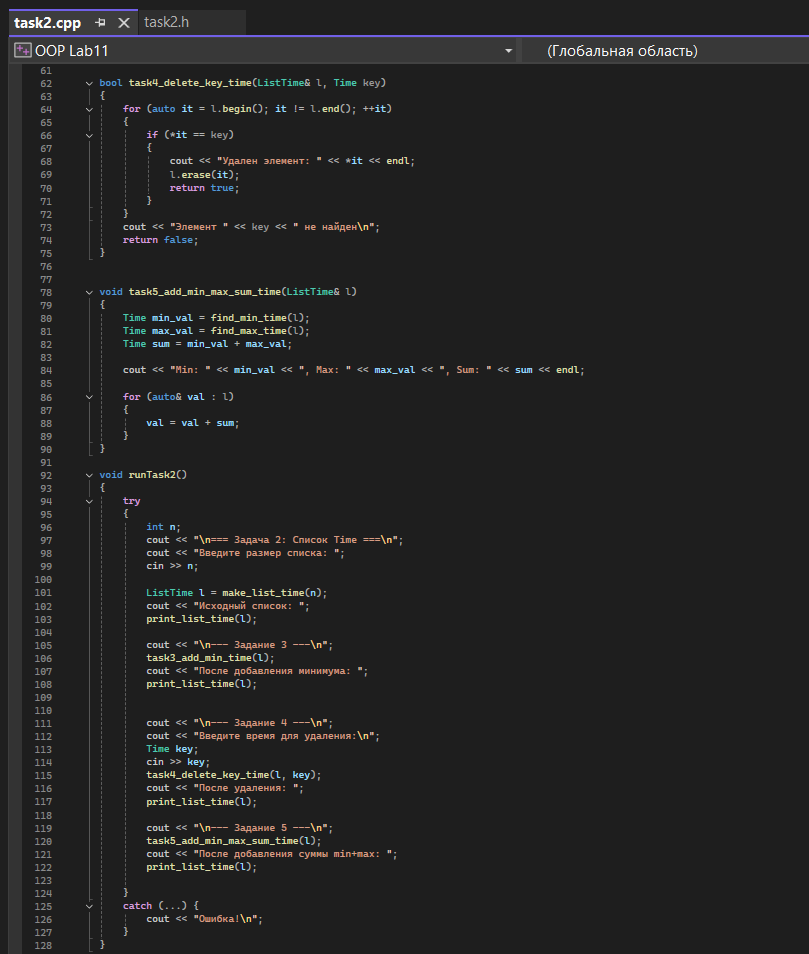 task2.cpp task2.h
OOP Lab11 (Глобальная область)
61
62 bool task4_delete_key_time(ListTime& l, Time key)
63 {
64     for (auto it = l.begin(); it != l.end(); ++it)
65     {
66         if (*it == key)
67         {
68             cout << "Удален элемент: " << *it << endl;
69             l.erase(it);
70             return true;
71         }
72     }
73     cout << "Элемент " << key << " не найден\n";
74     return false;
75 }
76
77
78 void task5_add_min_max_sum_time(ListTime& l)
79 {
80     Time min_val = find_min_time(l);
81     Time max_val = find_max_time(l);
82     Time sum = min_val + max_val;
83
84     cout << "Min: " << min_val << ", Max: " << max_val << ", Sum: " << sum << endl;
85
86     for (auto& val : l)
87     {
88         val = val + sum;
89     }
90 }
91
92 void runTask2()
93 {
94     try
95     {
96         int n;
97         cout << "\n=== Задача 2: Список Time ===\n";
98         cout << "Введите размер списка: ";
99         cin >> n;
100
101         ListTime l = make_list_time(n);
102         cout << "Исходный список: ";
103         print_list_time(l);
104
105         cout << "\n--- Задание 3 ---\n";
106         task3_add_min_time(l);
107         cout << "После добавления минимума: ";
108         print_list_time(l);
109
110
111         cout << "\n--- Задание 4 ---\n";
112         cout << "Введите время для удаления:\n";
113         Time key;
114         cin >> key;
115         task4_delete_key_time(l, key);
116         cout << "После удаления: ";
117         print_list_time(l);
118
119         cout << "\n--- Задание 5 ---\n";
120         task5_add_min_max_sum_time(l);
121         cout << "После добавления суммы min+max: ";
122         print_list_time(l);
123
124     }
125     catch (...) {
126         cout << "Ошибка!\n";
127     }
128 }